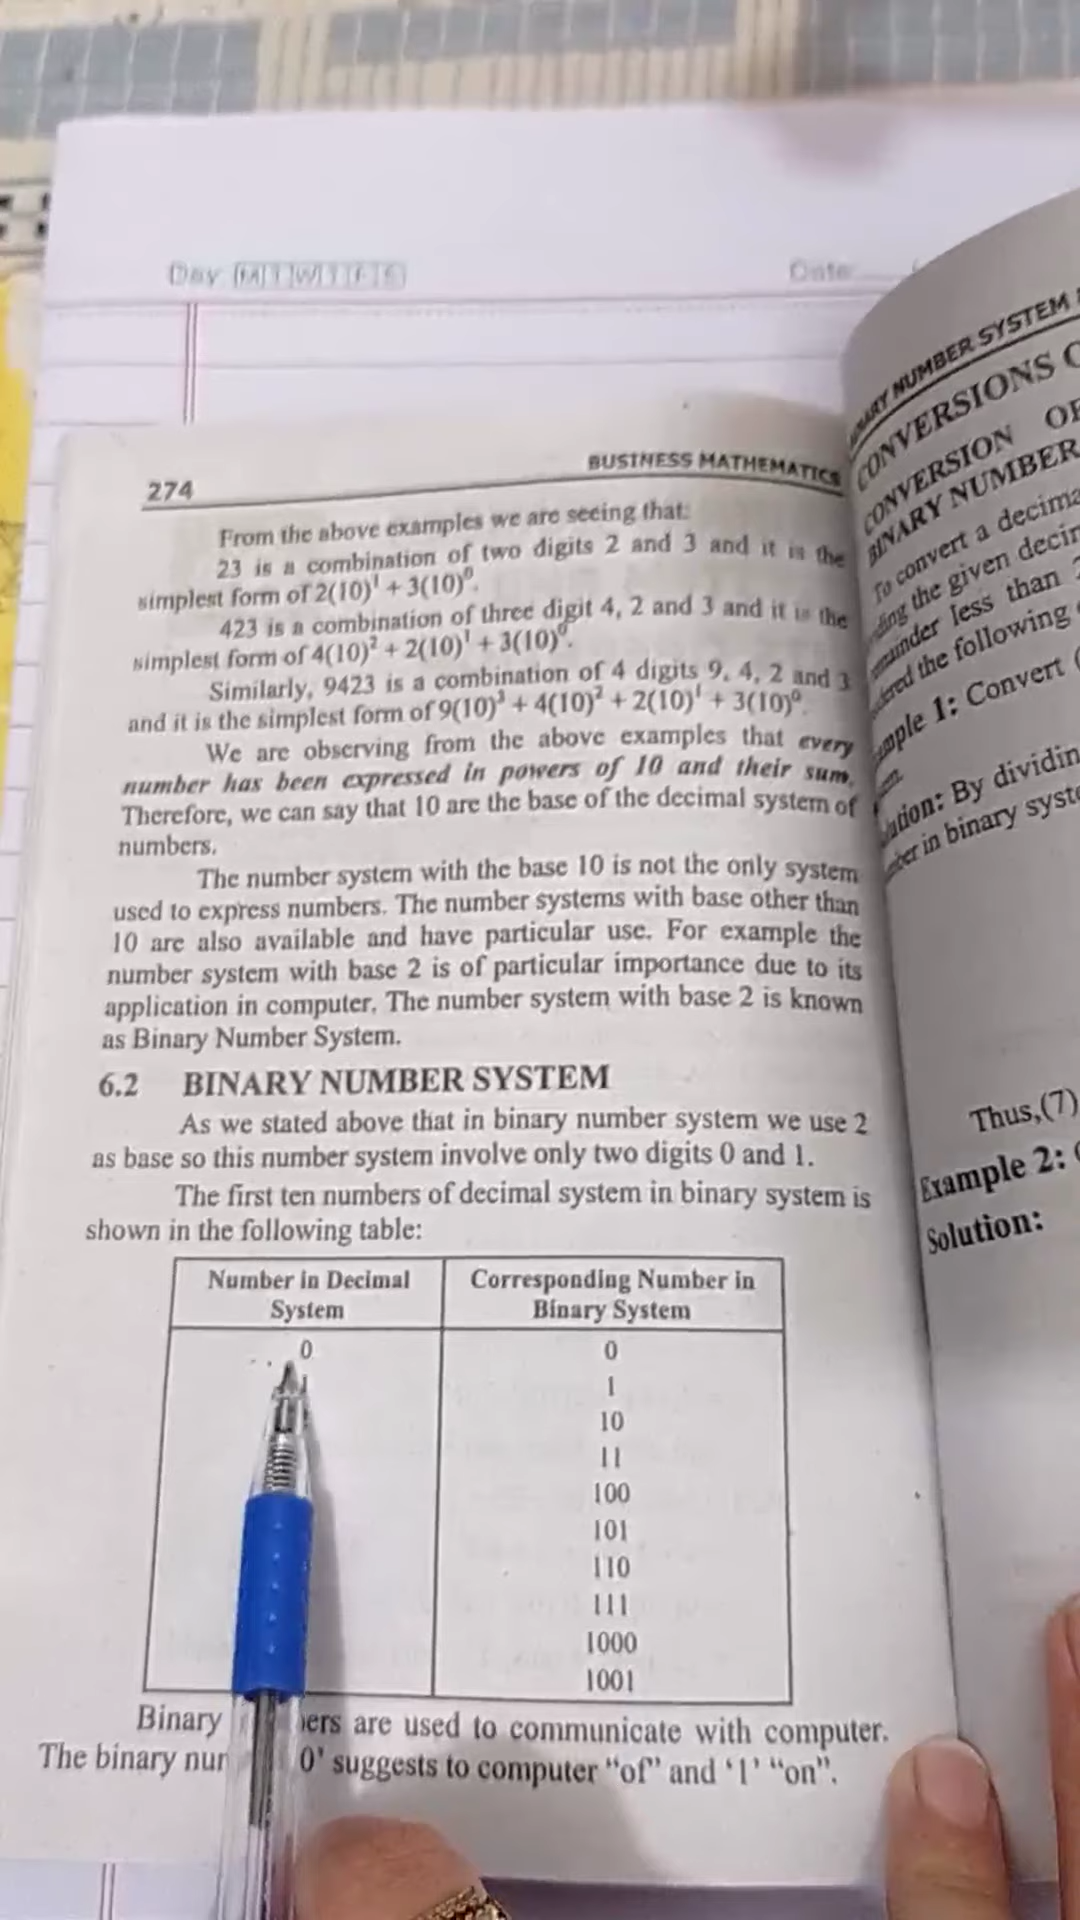 Day M T W T F S
Date
274
BUSINESS MATHEMATICS
From the above examples we are seeing that:
23 is a combination of two digits 2 and 3 and it is the
simplest form of 2(10)¹ + 3(10)⁰.
423 is a combination of three digit 4, 2 and 3 and it is the
simplest form of 4(10)² + 2(10)¹ + 3(10)⁰.
Similarly, 9423 is a combination of 4 digits 9, 4, 2 and 3
and it is the simplest form of 9(10)³ + 4(10)² + 2(10)¹ + 3(10)⁰.
We are observing from the above examples that every
number has been expressed in powers of 10 and their sum.
Therefore, we can say that 10 are the base of the decimal system of
numbers.
The number system with the base 10 is not the only system
used to express numbers. The number systems with base other than
10 are also available and have particular use. For example the
number system with base 2 is of particular importance due to its
application in computer. The number system with base 2 is known
as Binary Number System.
6.2 BINARY NUMBER SYSTEM
As we stated above that in binary number system we use 2
as base so this number system involve only two digits 0 and 1.
The first ten numbers of decimal system in binary system is
shown in the following table:
Number in Decimal
System
Corresponding Number in
Binary System
0 0
1
10
11
100
101
110
111
1000
1001
Binary ers are used to communicate with computer.
The binary nu 0' suggests to computer "of" and '1' "on".
NUMBER SYSTEM
CONVERSIONS
CONVERSION OF
BINARY NUMBER
To convert a decima
ding the given decim
mainder less than
dered the following
ample 1: Convert (
ution: By dividin
ber in binary syste
Thus,(7)
Example 2:
Solution: